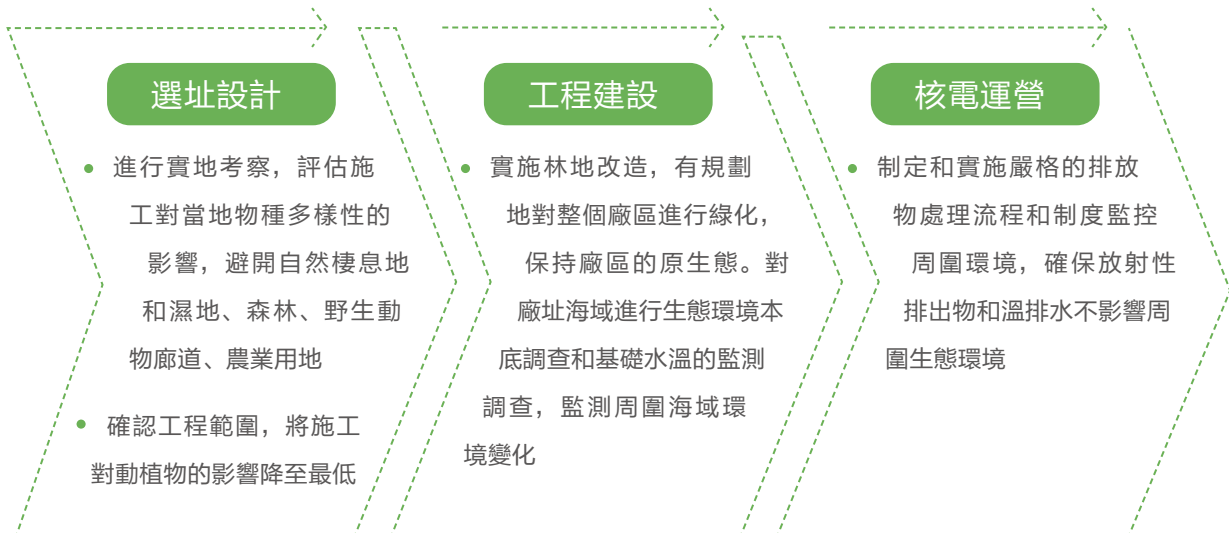 選址設計
進行實地考察，評估施
工對當地物種多樣性的
影響，避開自然棲息地
和濕地、森林、野生動
物廊道、農業用地
確認工程範圍，將施工
對動植物的影響降至最低
工程建設
實施林地改造，有規劃
地對整個廠區進行綠化，
保持廠區的原生態。對
廠址海域進行生態環境本
底調查和基礎水溫的監測
調查，監測周圍海域環
境變化
核電運營
制定和實施嚴格的排放
物處理流程和制度監控
周圍環境，確保放射性
排出物和溫排水不影響周
圍生態環境